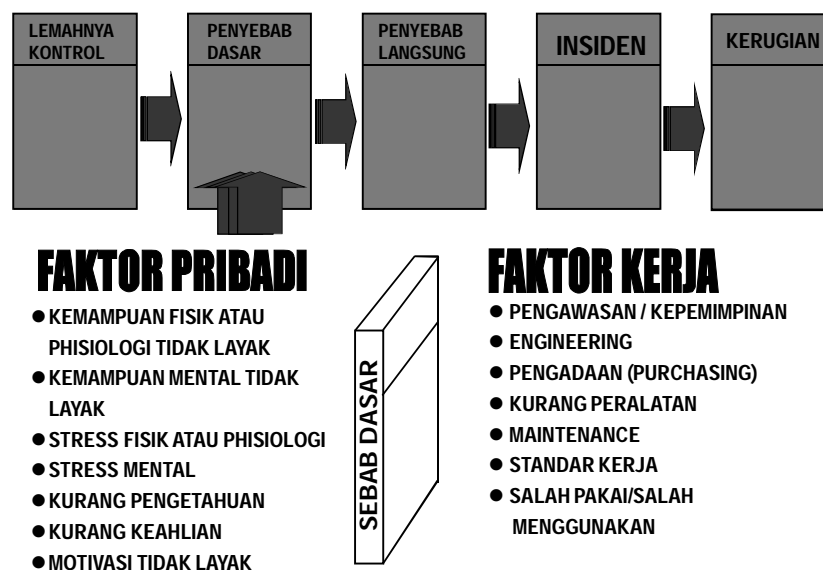 LEMAHNYA
KONTROL
PENYEBAB
DASAR
PENYEBAB
LANGSUNG
INSIDEN
KERUGIAN
FAKTOR PRIBADI
● KEMAMPUAN FISIK ATAU
PHISIOLOGI TIDAK LAYAK
● KEMAMPUAN MENTAL TIDAK
LAYAK
● STRESS FISIK ATAU PHISIOLOGI
● STRESS MENTAL
● KURANG PENGETAHUAN
● KURANG KEAHLIAN
● MOTIVASI TIDAK LAYAK
SEBAB DASAR
FAKTOR KERJA
● PENGAWASAN / KEPEMIMPINAN
● ENGINEERING
● PENGADAAN (PURCHASING)
● KURANG PERALATAN
● MAINTENANCE
● STANDAR KERJA
● SALAH PAKAI/SALAH
MENGGUNAKAN